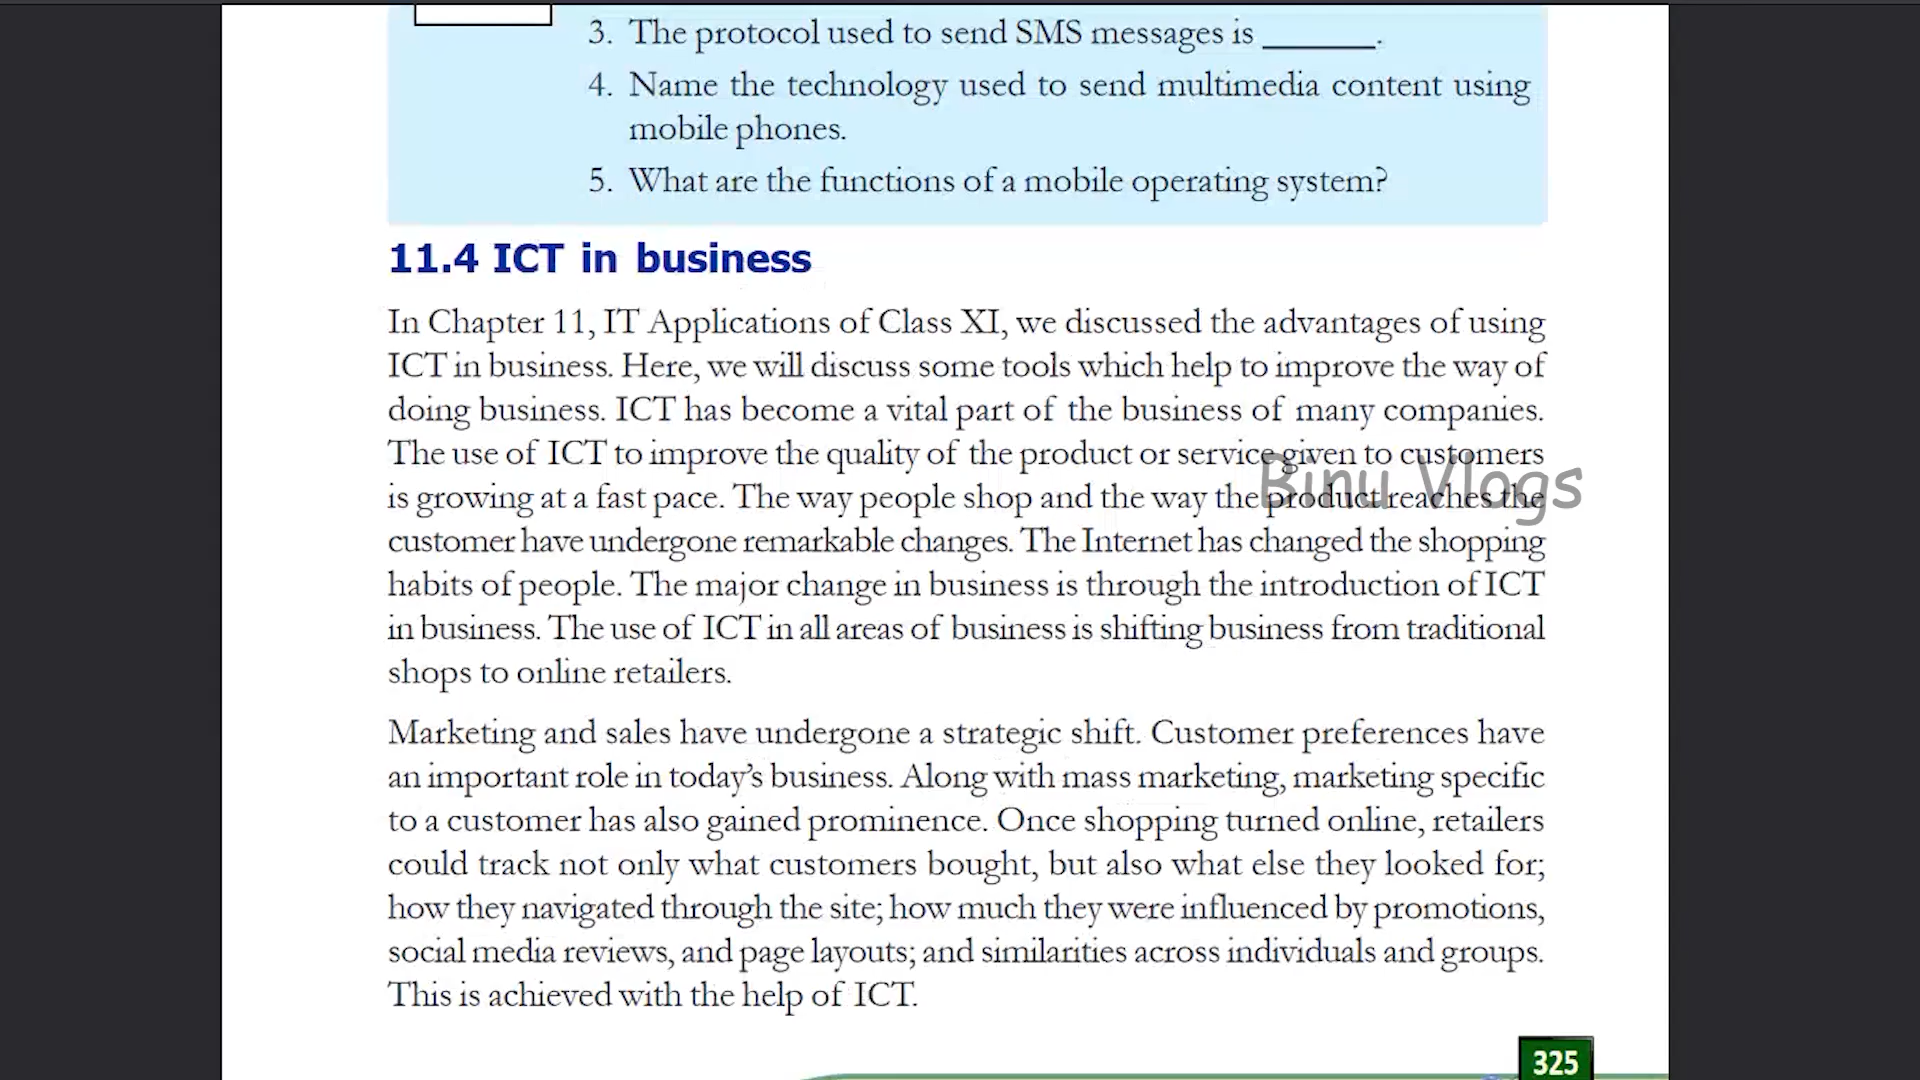 3. The protocol used to send SMS messages is ______.
4. Name the technology used to send multimedia content using
mobile phones.
5. What are the functions of a mobile operating system?
11.4 ICT in business
In Chapter 11, IT Applications of Class XI, we discussed the advantages of using
ICT in business. Here, we will discuss some tools which help to improve the way of
doing business. ICT has become a vital part of the business of many companies.
The use of ICT to improve the quality of the product or service given to customers
is growing at a fast pace. The way people shop and the way the product reaches the
customer have undergone remarkable changes. The Internet has changed the shopping
habits of people. The major change in business is through the introduction of ICT
in business. The use of ICT in all areas of business is shifting business from traditional
shops to online retailers.
Binu Vlogs
Marketing and sales have undergone a strategic shift. Customer preferences have
an important role in today's business. Along with mass marketing, marketing specific
to a customer has also gained prominence. Once shopping turned online, retailers
could track not only what customers bought, but also what else they looked for;
how they navigated through the site; how much they were influenced by promotions,
social media reviews, and page layouts; and similarities across individuals and groups.
This is achieved with the help of ICT.
325